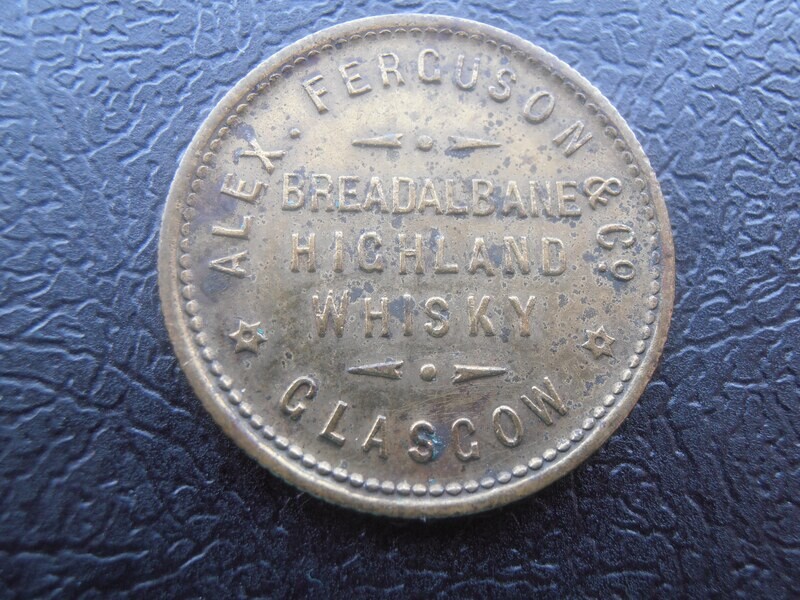 ALEX. FERGUSON & Co.
BREADALBANE
HIGHLAND
WHISKY
GLASGOW